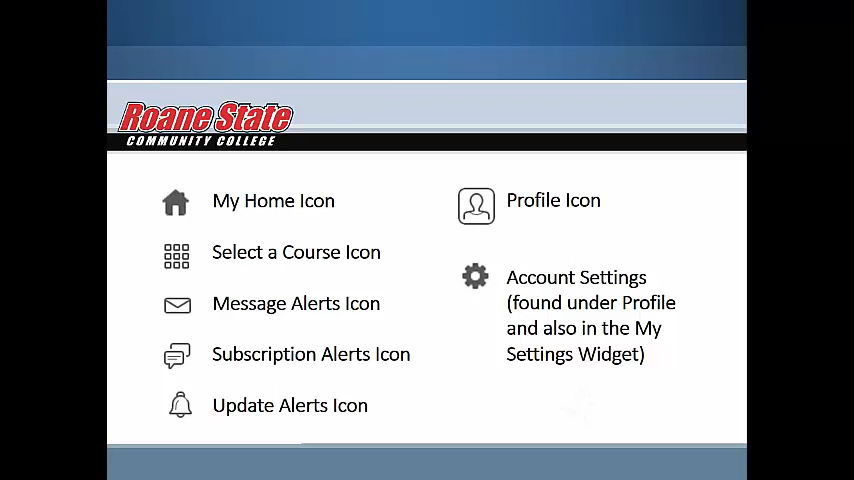 Roane State
COMMUNITY COLLEGE
My Home Icon
Select a Course Icon
Message Alerts Icon
Subscription Alerts Icon
Update Alerts Icon
Profile Icon
Account Settings
(found under Profile
and also in the My
Settings Widget)